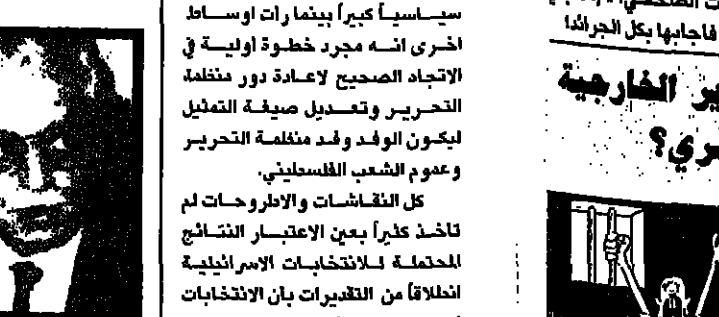 سياسياً كبيراً بينما رأت اوساط
اخرى انه مجرد خطوة اولية في
الاتجاه الصحيح لاعادة دور منظمة
التحرير وتعديل صيغة التمثيل
ليكون الوفد وفد منظمة التحرير
وعموم الشعب الفلسطيني.
كل النقاشات والاطروحات لم
تاخذ كثيراً بعين الاعتبار النتائج
المحتملة للانتخابات الاسرائيلية
انطلاقاً من التقديرات بأن الانتخابات
فاجابها بكل الجرائد!
ير الخارجية
ري؟